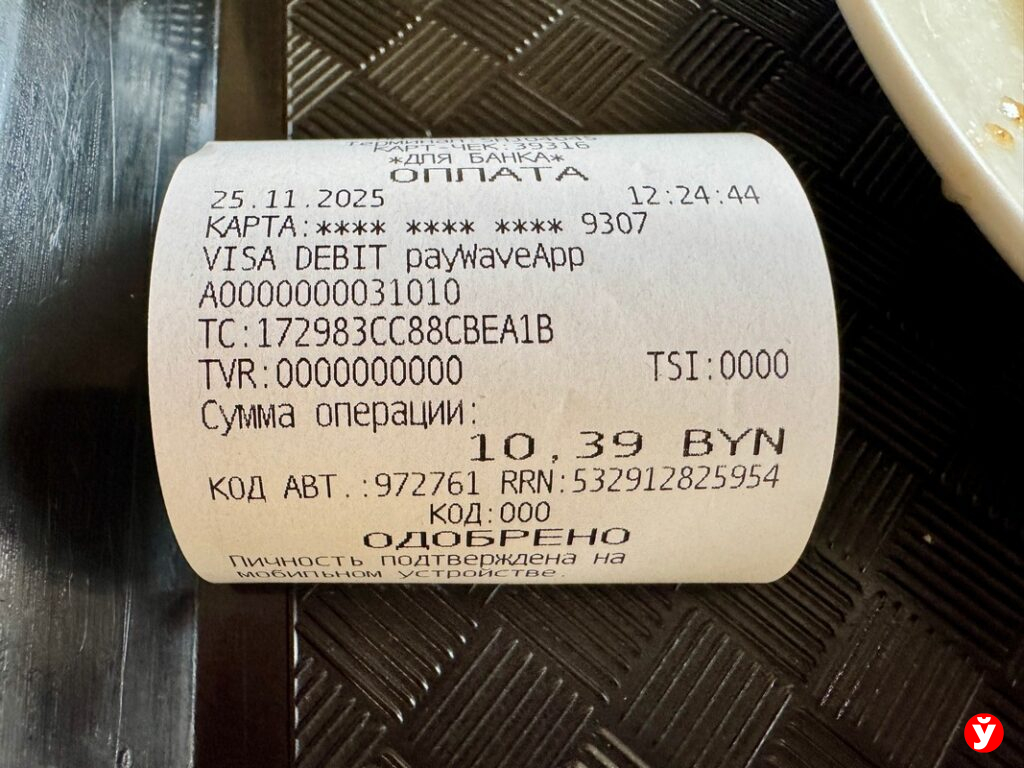 КАРТ-ЧЕК:39316
*ДЛЯ БАНКА*
ОПЛАТА
25.11.2025 12:24:44
КАРТА:**** **** **** 9307
VISA DEBIT payWaveApp
A0000000031010
TC:172983CC88CBEA1B
TVR:0000000000 TSI:0000
Сумма операции:
10,39 BYN
КОД АВТ.:972761 RRN:532912825954
КОД:000
ОДОБРЕНО
Личность подтверждена на
мобильном устройстве.
Ў